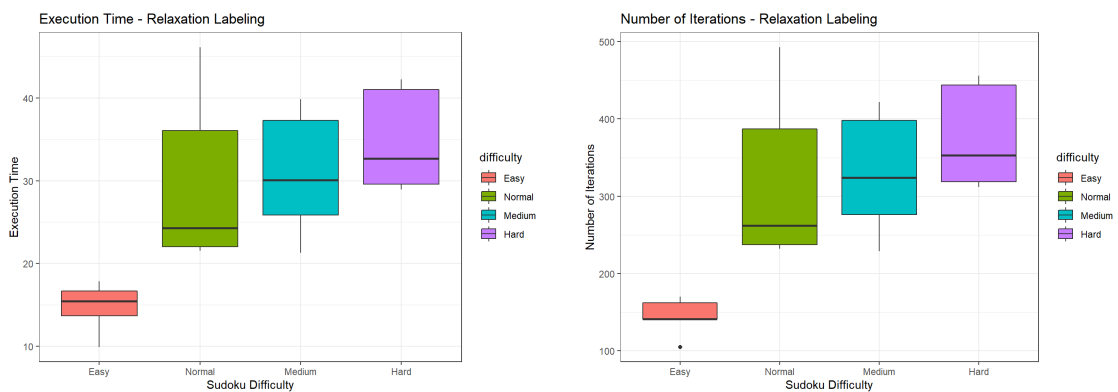 Execution Time - Relaxation Labeling
Execution Time
40
30
20
10
Easy
Normal
Medium
Hard
Sudoku Difficulty
difficulty
Easy
Normal
Medium
Hard
Number of Iterations - Relaxation Labeling
Number of Iterations
500
400
300
200
100
Easy
Normal
Medium
Hard
Sudoku Difficulty
difficulty
Easy
Normal
Medium
Hard